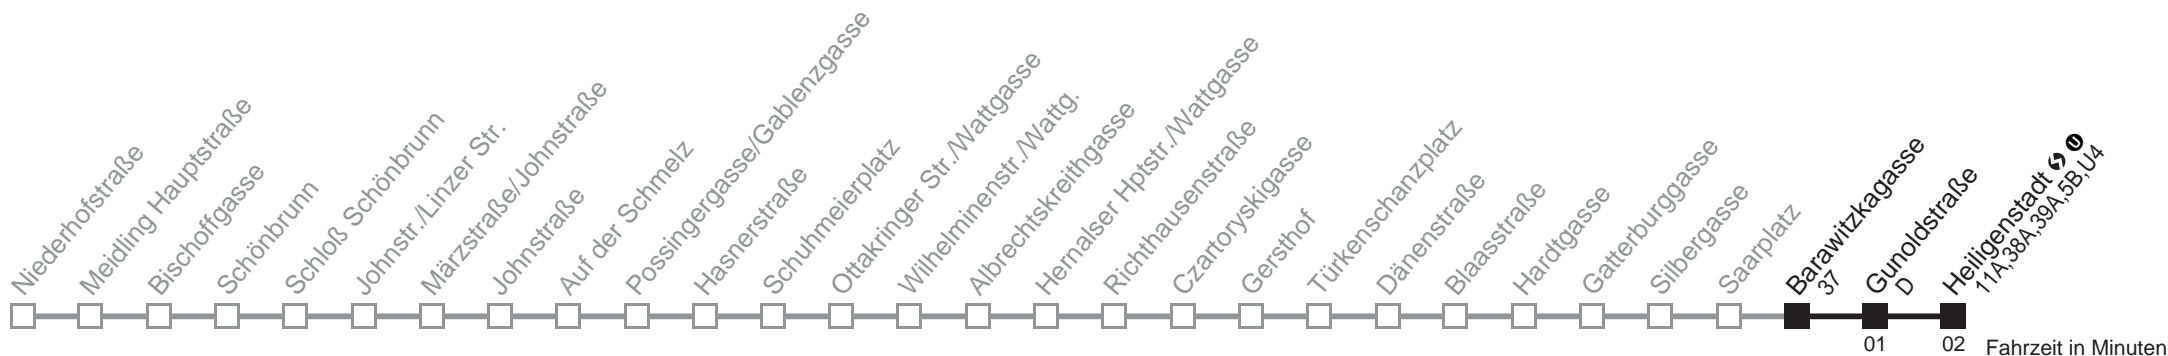 Niederhofstraße
Meidling Hauptstraße
Bischoffgasse
Schönbrunn
Schloß Schönbrunn
Johnstr./Linzer Str.
Märzstraße/Johnstraße
Johnstraße
Auf der Schmelz
Possingergasse/Gablenzgasse
Hasnerstraße
Schuhmeierplatz
Ottakringer Str./Wattgasse
Wilhelminenstr./Wattg.
Albrechtskreithgasse
Hernalser Hptstr./Wattgasse
Richthausenstraße
Czartoryskigasse
Gersthof
Türkenschanzplatz
Dänenstraße
Blaasstraße
Hardtgasse
Gatterburggasse
Silbergasse
Saarplatz
Barawitzkagasse
37
Gunoldstraße
D
Heiligenstadt S U
11A,38A,39A,5B,U4
01
02
Fahrzeit in Minuten